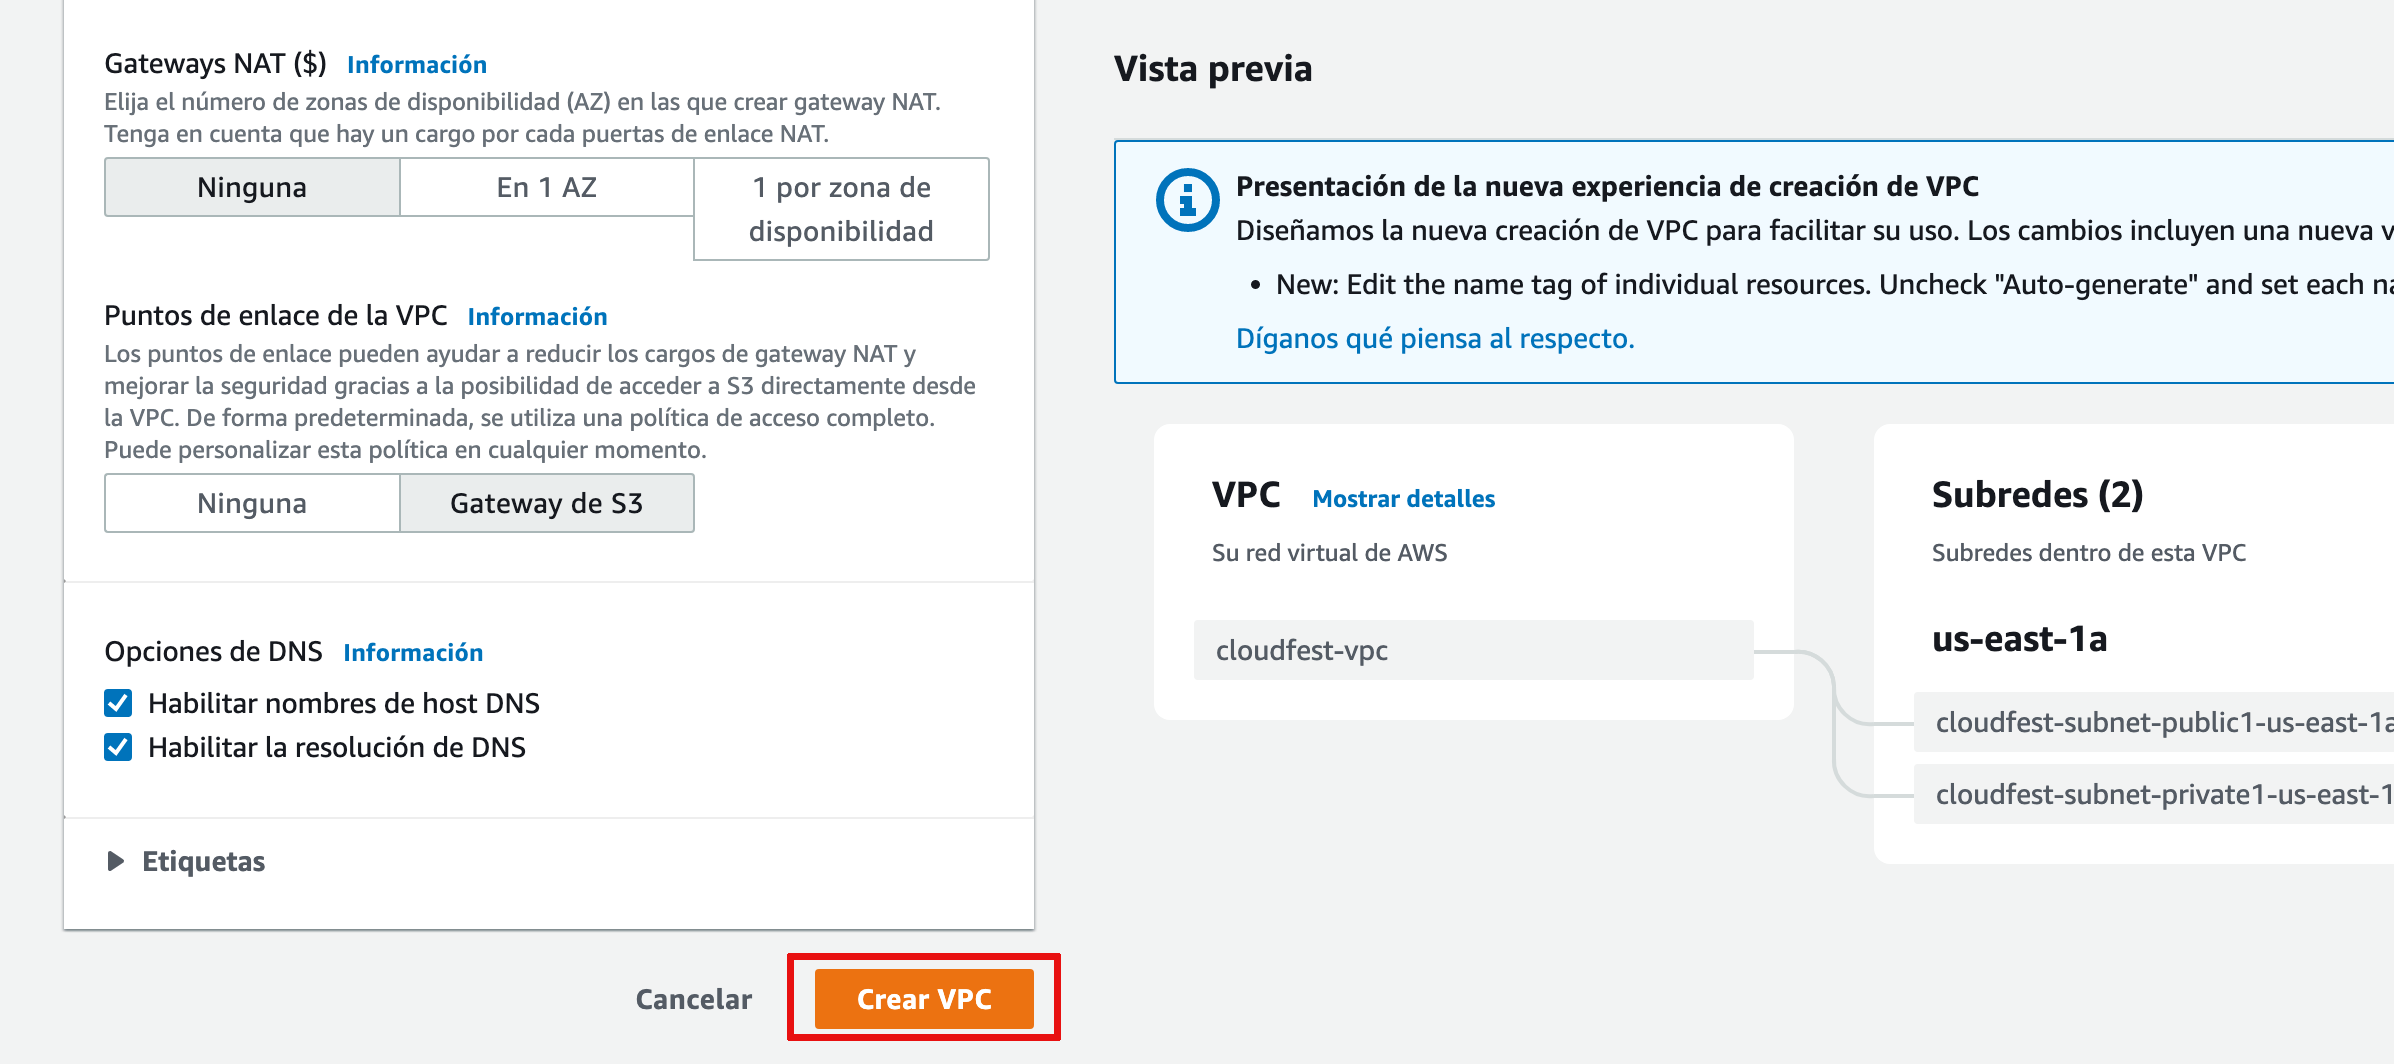 Gateways NAT ($) Información
Elija el número de zonas de disponibilidad (AZ) en las que crear gateway NAT.
Tenga en cuenta que hay un cargo por cada puertas de enlace NAT.
Ninguna
En 1 AZ
1 por zona de
disponibilidad
Puntos de enlace de la VPC Información
Los puntos de enlace pueden ayudar a reducir los cargos de gateway NAT y
mejorar la seguridad gracias a la posibilidad de acceder a S3 directamente desde
la VPC. De forma predeterminada, se utiliza una política de acceso completo.
Puede personalizar esta política en cualquier momento.
Ninguna
Gateway de S3
Opciones de DNS Información
Habilitar nombres de host DNS
Habilitar la resolución de DNS
Etiquetas
Cancelar
Crear VPC
Vista previa
Presentación de la nueva experiencia de creación de VPC
Diseñamos la nueva creación de VPC para facilitar su uso. Los cambios incluyen una nueva
• New: Edit the name tag of individual resources. Uncheck "Auto-generate" and set each
Díganos qué piensa al respecto.
VPC Mostrar detalles
Su red virtual de AWS
cloudfest-vpc
Subredes (2)
Subredes dentro de esta VPC
us-east-1a
cloudfest-subnet-public1-us-east-1a
cloudfest-subnet-private1-us-east-1